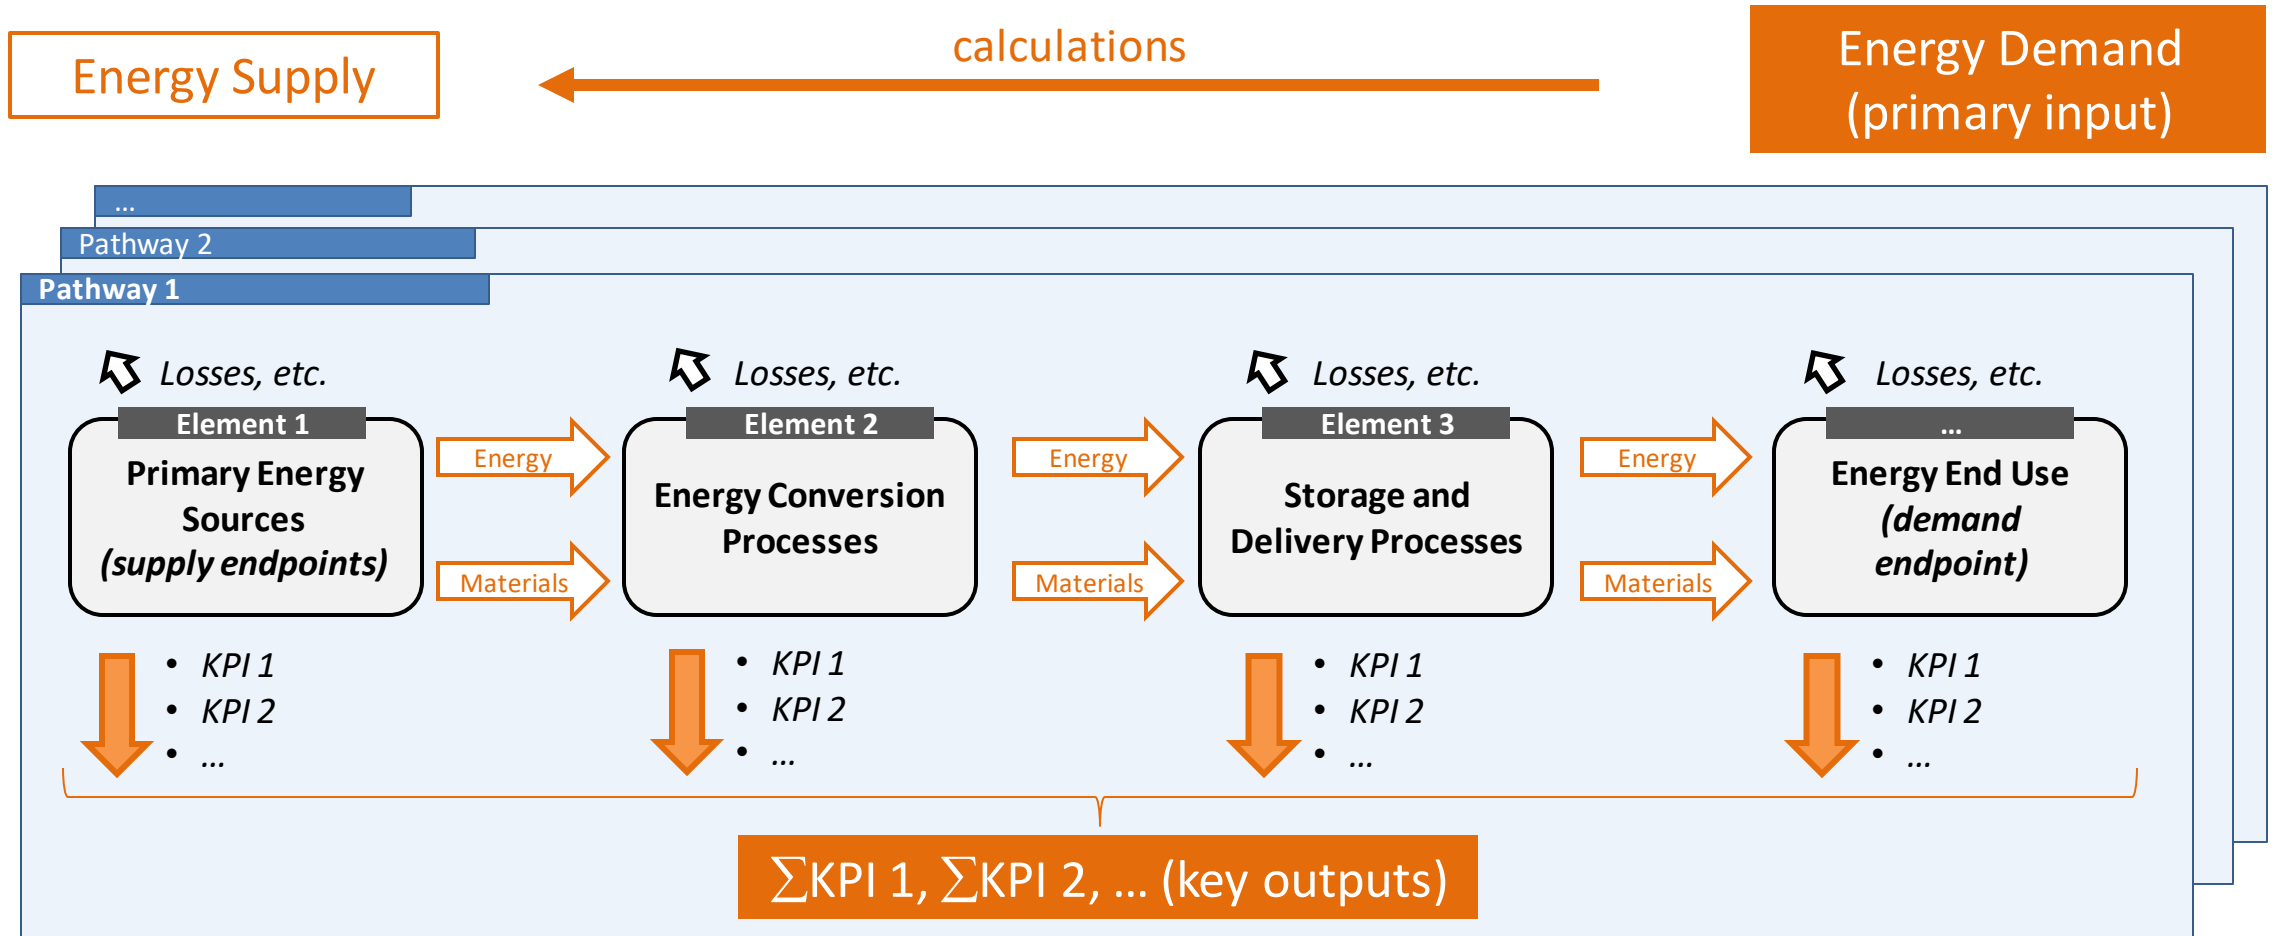 Energy Supply
calculations
Energy Demand
(primary input)
...
Pathway 2
Pathway 1
Losses, etc.
Element 1
Primary Energy
Sources
(supply endpoints)
Energy
Materials
Losses, etc.
Element 2
Energy Conversion
Processes
Energy
Materials
Losses, etc.
Element 3
Storage and
Delivery Processes
Energy
Materials
Losses, etc.
...
Energy End Use
(demand
endpoint)
• KPI 1
• KPI 2
• ...
• KPI 1
• KPI 2
• ...
• KPI 1
• KPI 2
• ...
• KPI 1
• KPI 2
• ...
∑KPI 1, ∑KPI 2, ... (key outputs)